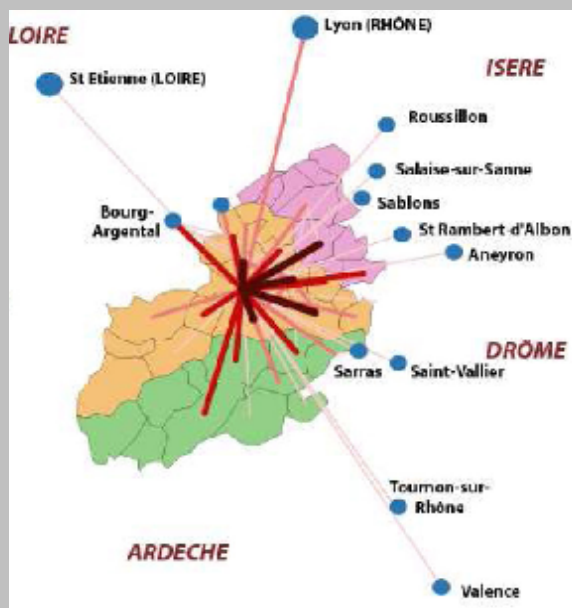 Lyon (RHÔNE)
LOIRE
ISERE
St Etienne (LOIRE)
Roussillon
Salaise-sur-Sanne
Sablons
Bourg-
Argental
St Rambert-d'Albon
Aneyron
DRÔME
Sarras
Saint-Vallier
Tournon-sur-
Rhône
ARDECHE
Valence